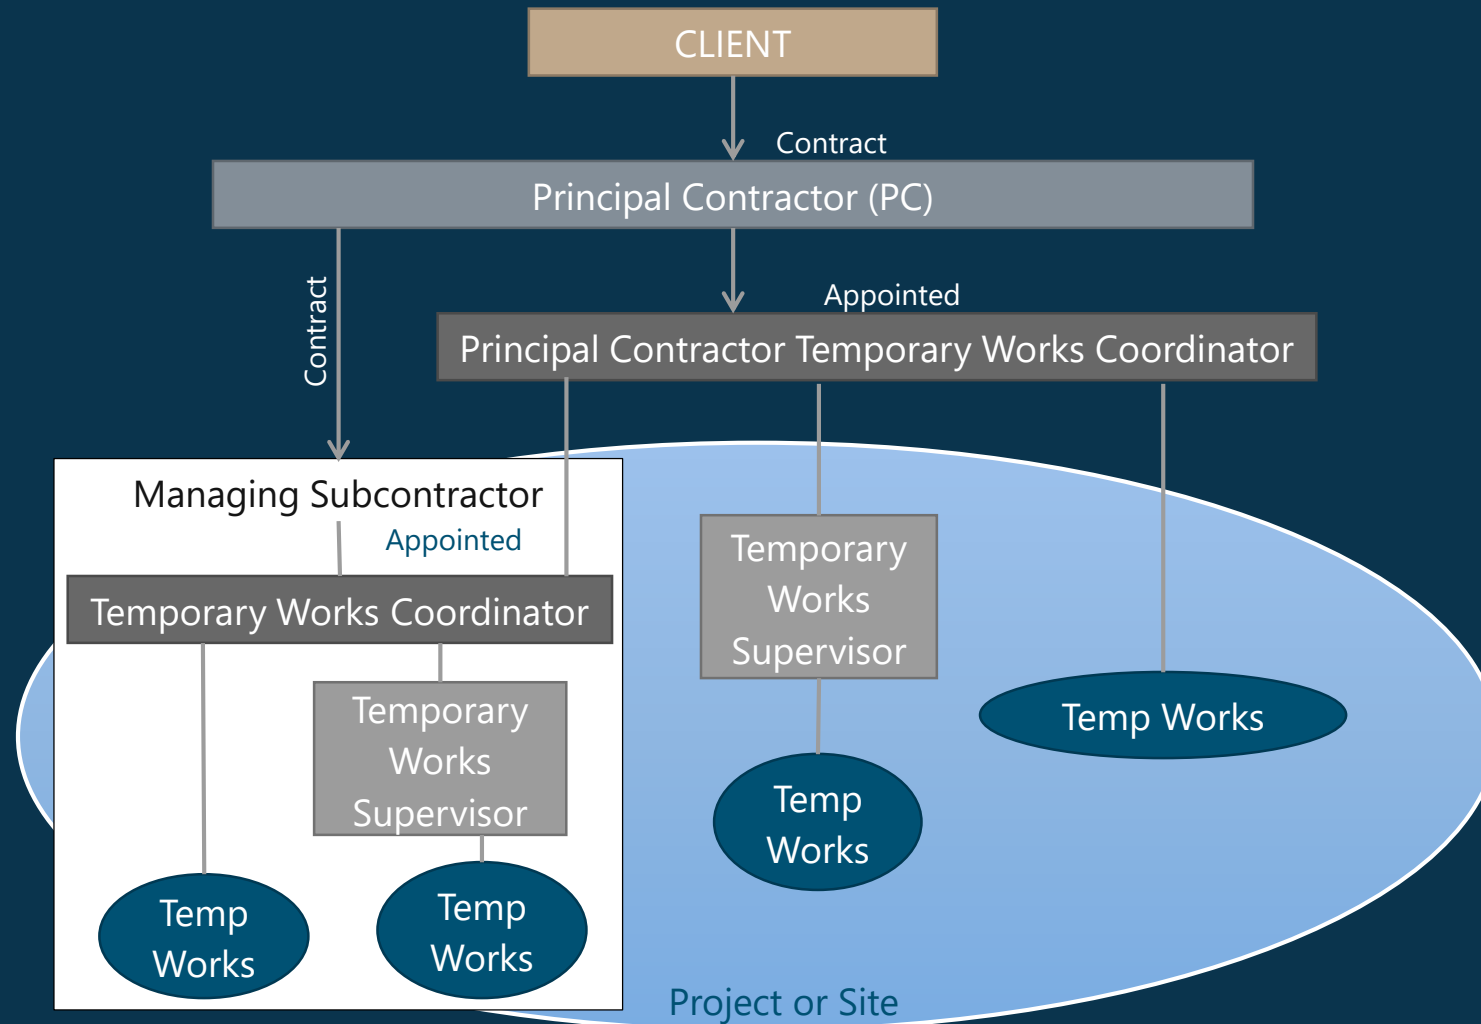 CLIENT
Contract
Principal Contractor (PC)
Contract
Appointed
Principal Contractor Temporary Works Coordinator
Managing Subcontractor
Appointed
Temporary Works Coordinator
Temporary
Works
Supervisor
Temp
Works
Temp
Works
Temporary
Works
Supervisor
Temp
Works
Temp Works
Project or Site